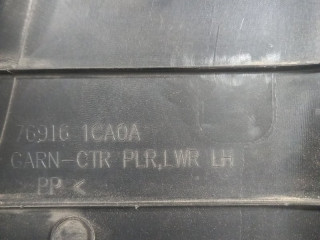 76916 1CA0A
GARN-CTR PLR,LWR LH
PP <